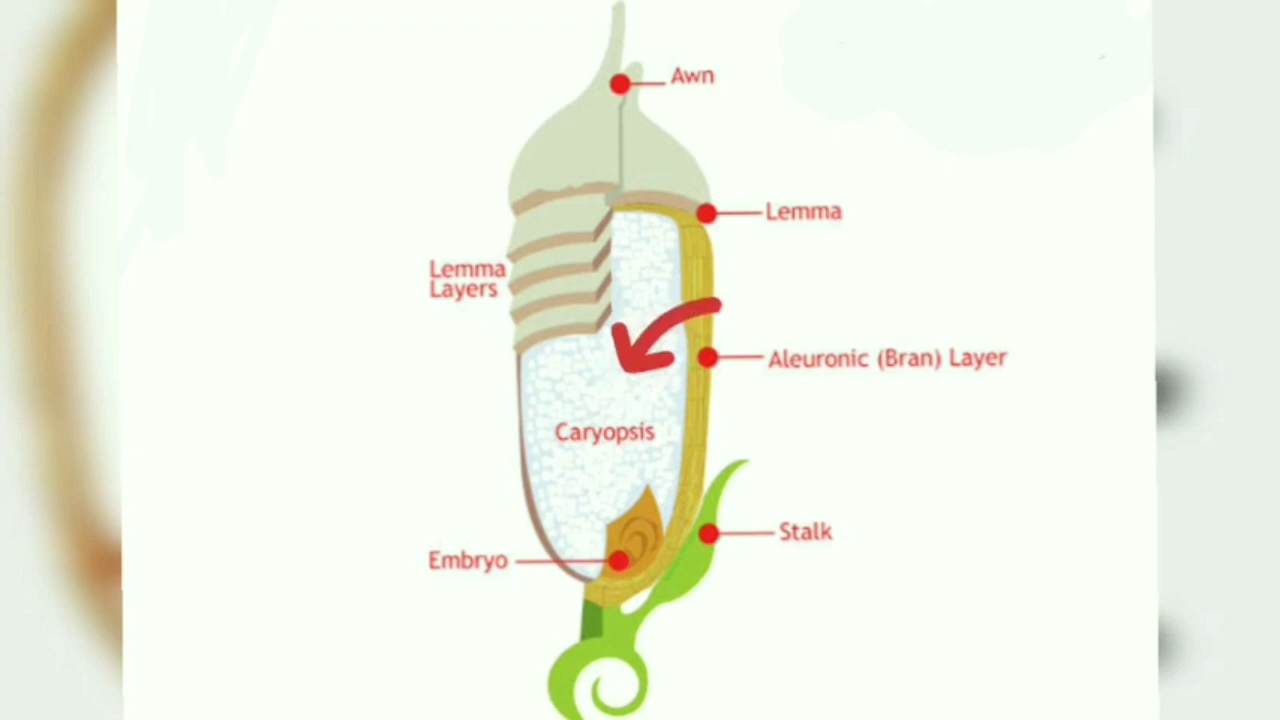 Awn
Lemma
Lemma
Layers
Aleuronic (Bran) Layer
Caryopsis
Stalk
Embryo